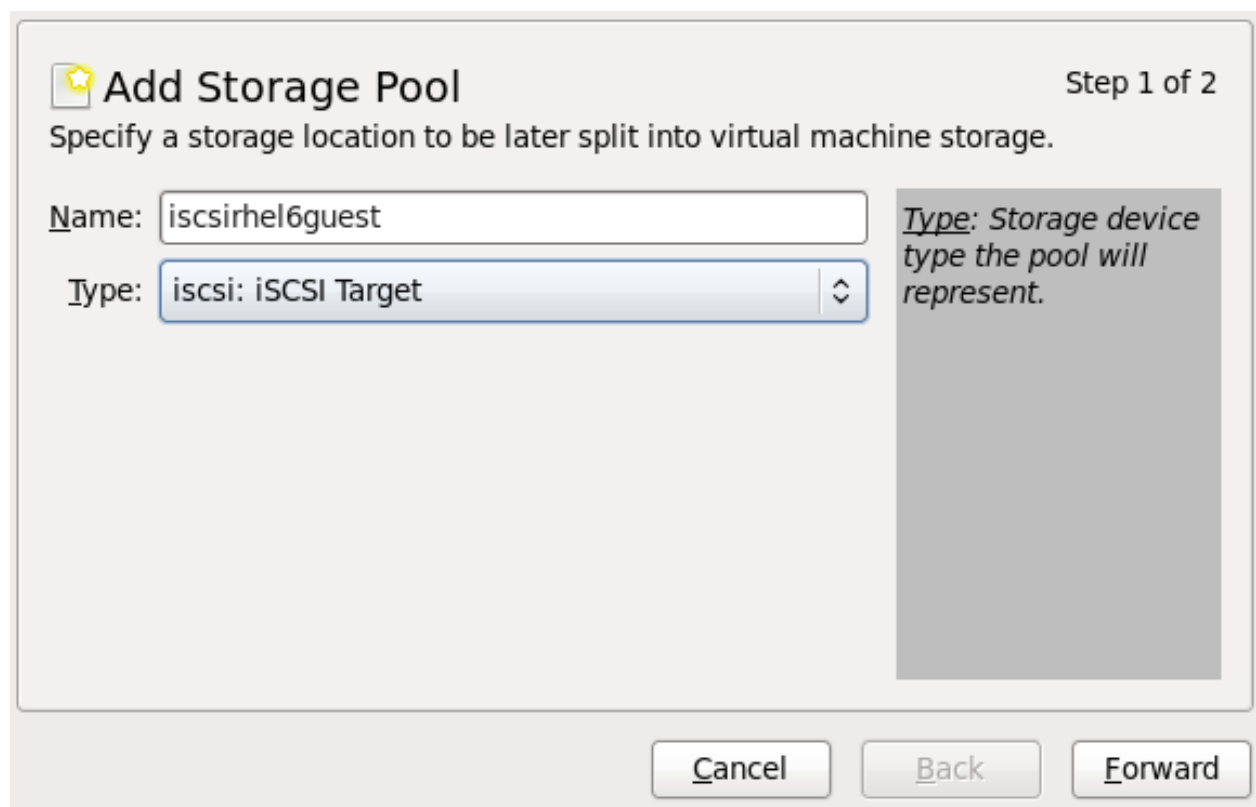 Add Storage Pool
Step 1 of 2
Specify a storage location to be later split into virtual machine storage.
Name: iscsirhel6guest
Type: iscsi: iSCSI Target
Type: Storage device
type the pool will
represent.
Cancel
Back
Forward